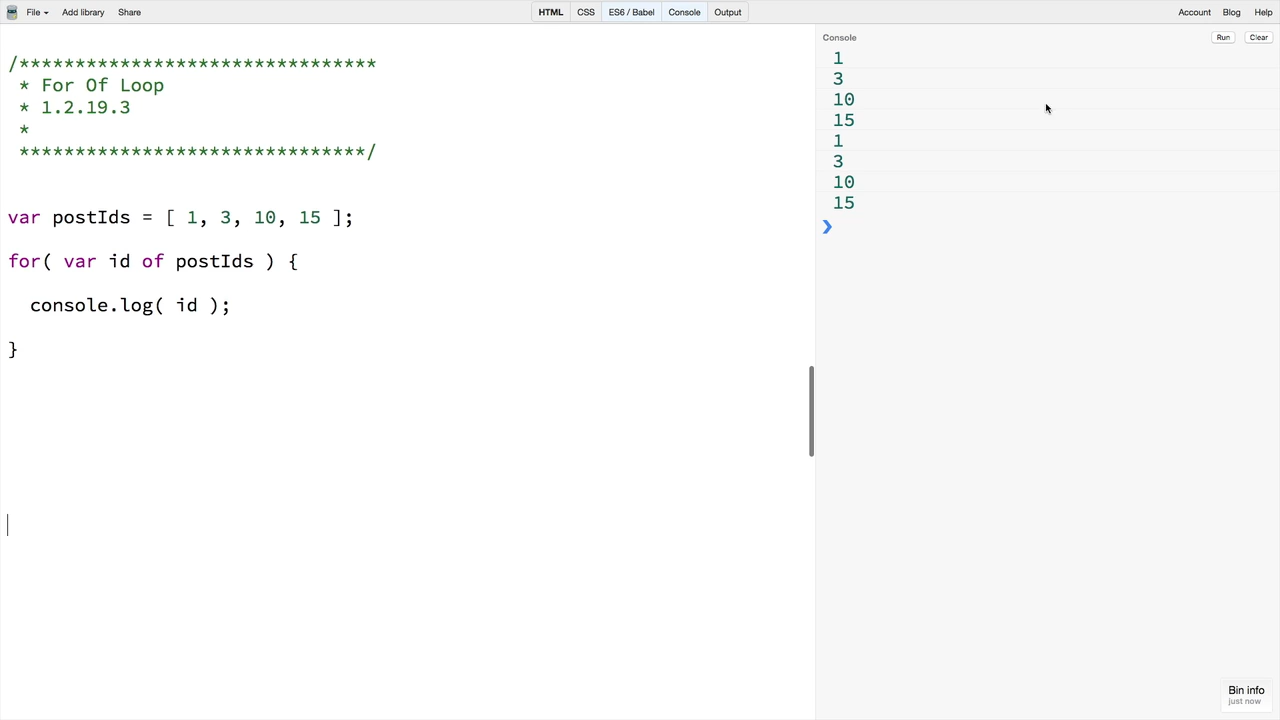 File Add library Share HTML CSS ES6 / Babel Console Output Account Blog Help
/********************************
 * For Of Loop
 * 1.2.19.3
 *
 *******************************/
var postIds = [ 1, 3, 10, 15 ];
for( var id of postIds ) {
  console.log( id );
}
Console Run Clear
1
3
10
15
1
3
10
15
Bin info
just now